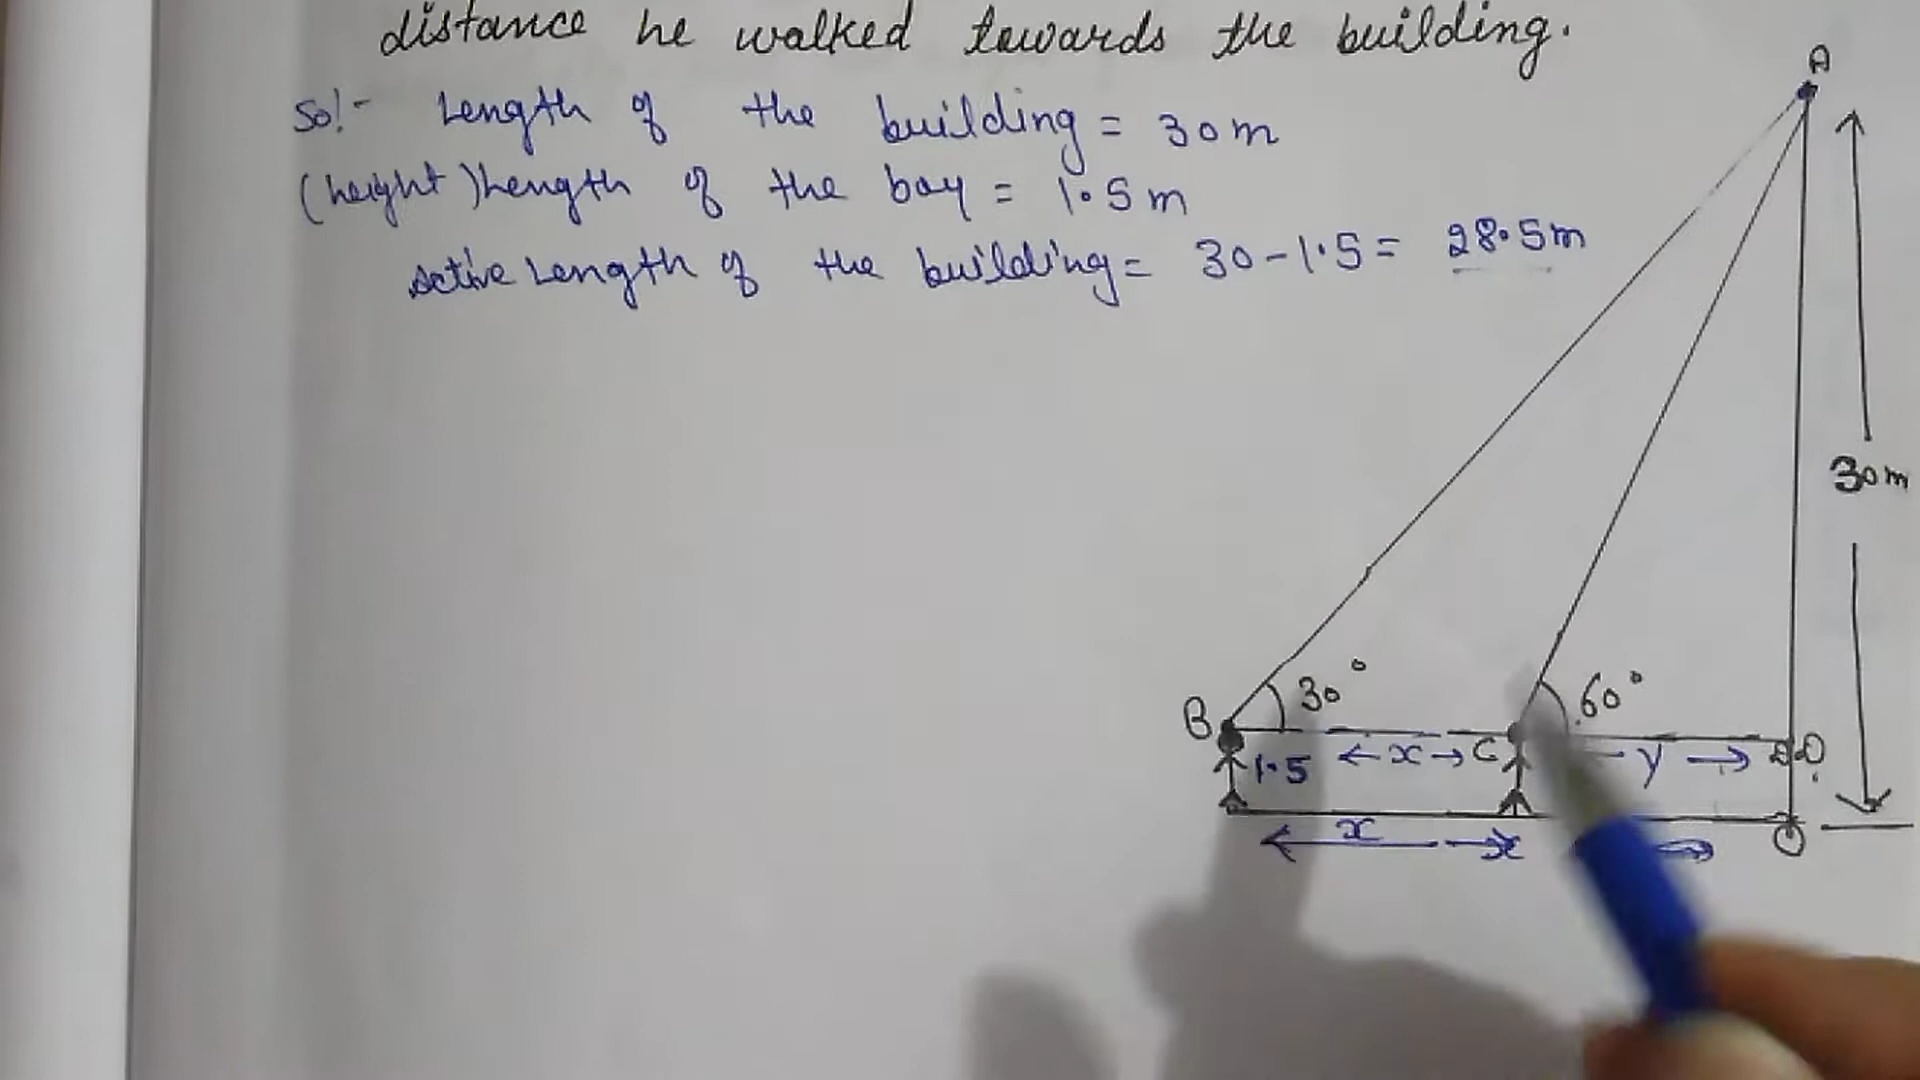 distance he walked towards the building.
Sol- Length of the building = 30m
(height) Length of the boy = 1.5m
active Length of the building = 30-1.5 = 28.5m
A
30m
B 30° 60°
1.5 ←x→ C y → D
← x →